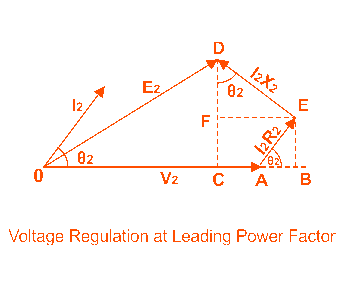 D
I₂X₂
E₂
I₂
θ₂
E
F
I₂R₂
θ₂
θ₂
0
V₂
C
A
B
Voltage Regulation at Leading Power Factor